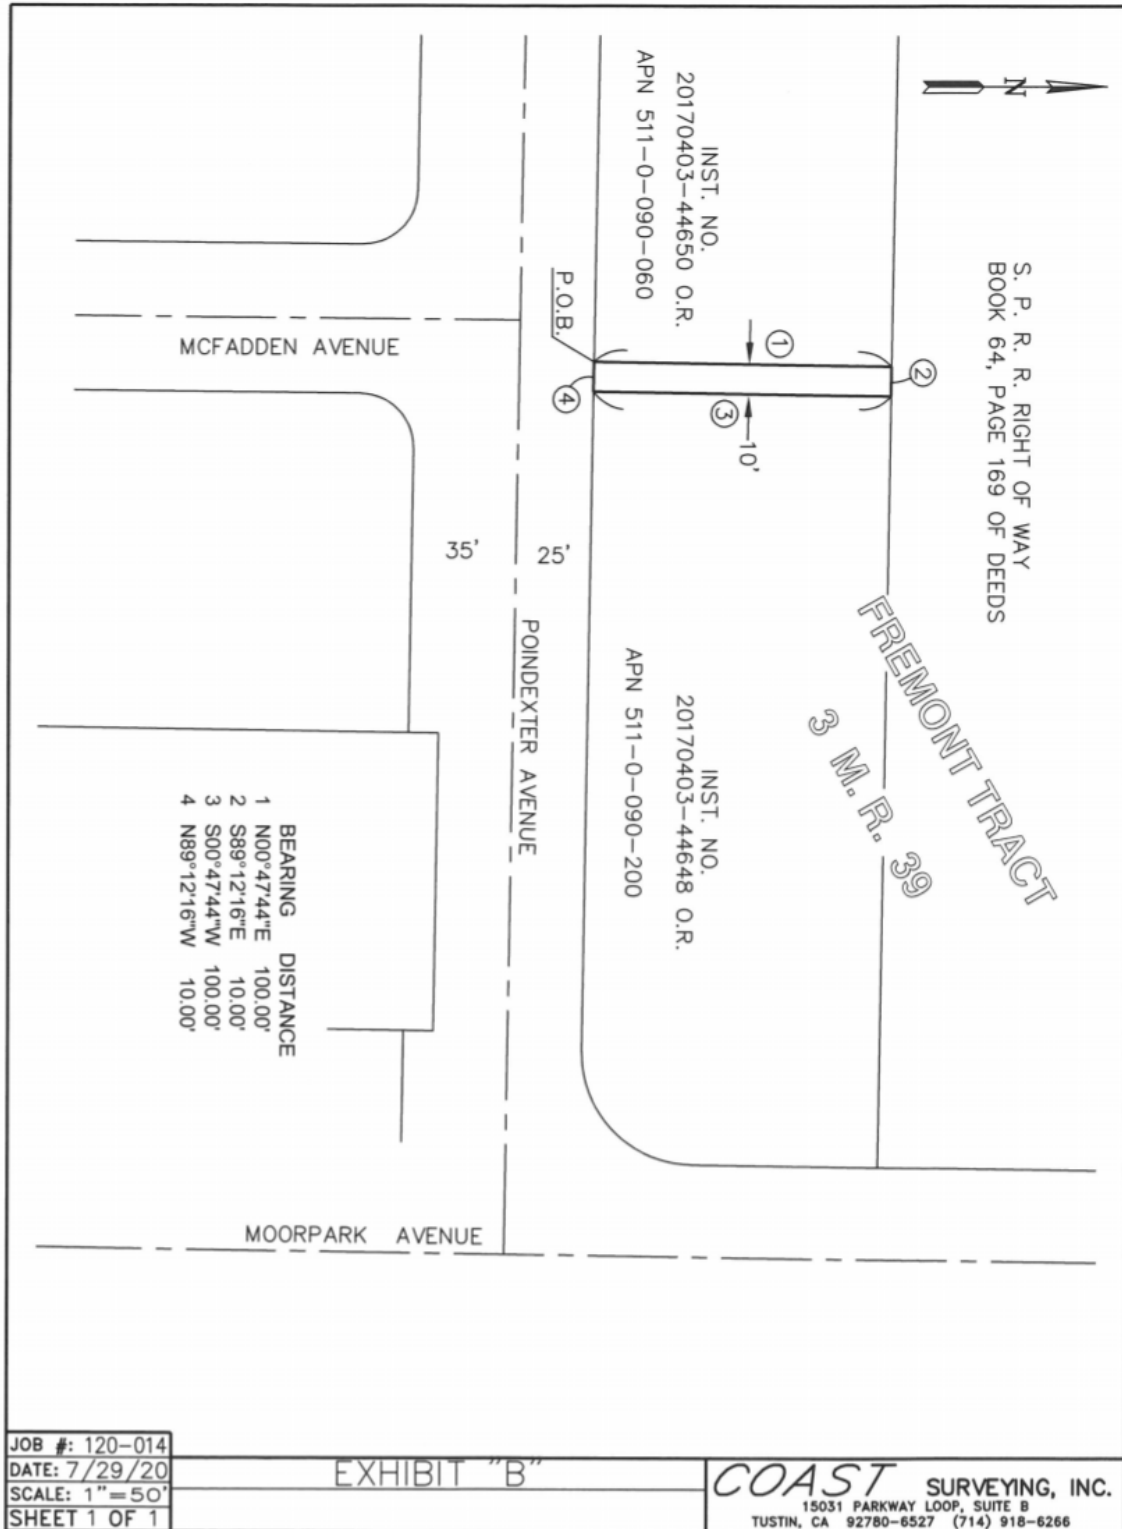 N
S. P. R. R. RIGHT OF WAY
BOOK 64, PAGE 169 OF DEEDS
INST. NO.
20170403-44650 O.R.
APN 511-0-090-060
P.O.B.
1
2
3
4
10'
MCFADDEN AVENUE
35'
25'
POINDEXTER AVENUE
INST. NO.
20170403-44648 O.R.
APN 511-0-090-200
FREMONT TRACT
3 M. R. 39
BEARING DISTANCE
1 N00°47'44"E 100.00'
2 S89°12'16"E 10.00'
3 S00°47'44"W 100.00'
4 N89°12'16"W 10.00'
MOORPARK AVENUE
JOB #: 120-014
DATE: 7/29/20
SCALE: 1"=50'
SHEET 1 OF 1
EXHIBIT "B"
COAST SURVEYING, INC.
15031 PARKWAY LOOP, SUITE B
TUSTIN, CA 92780-6527 (714) 918-6266